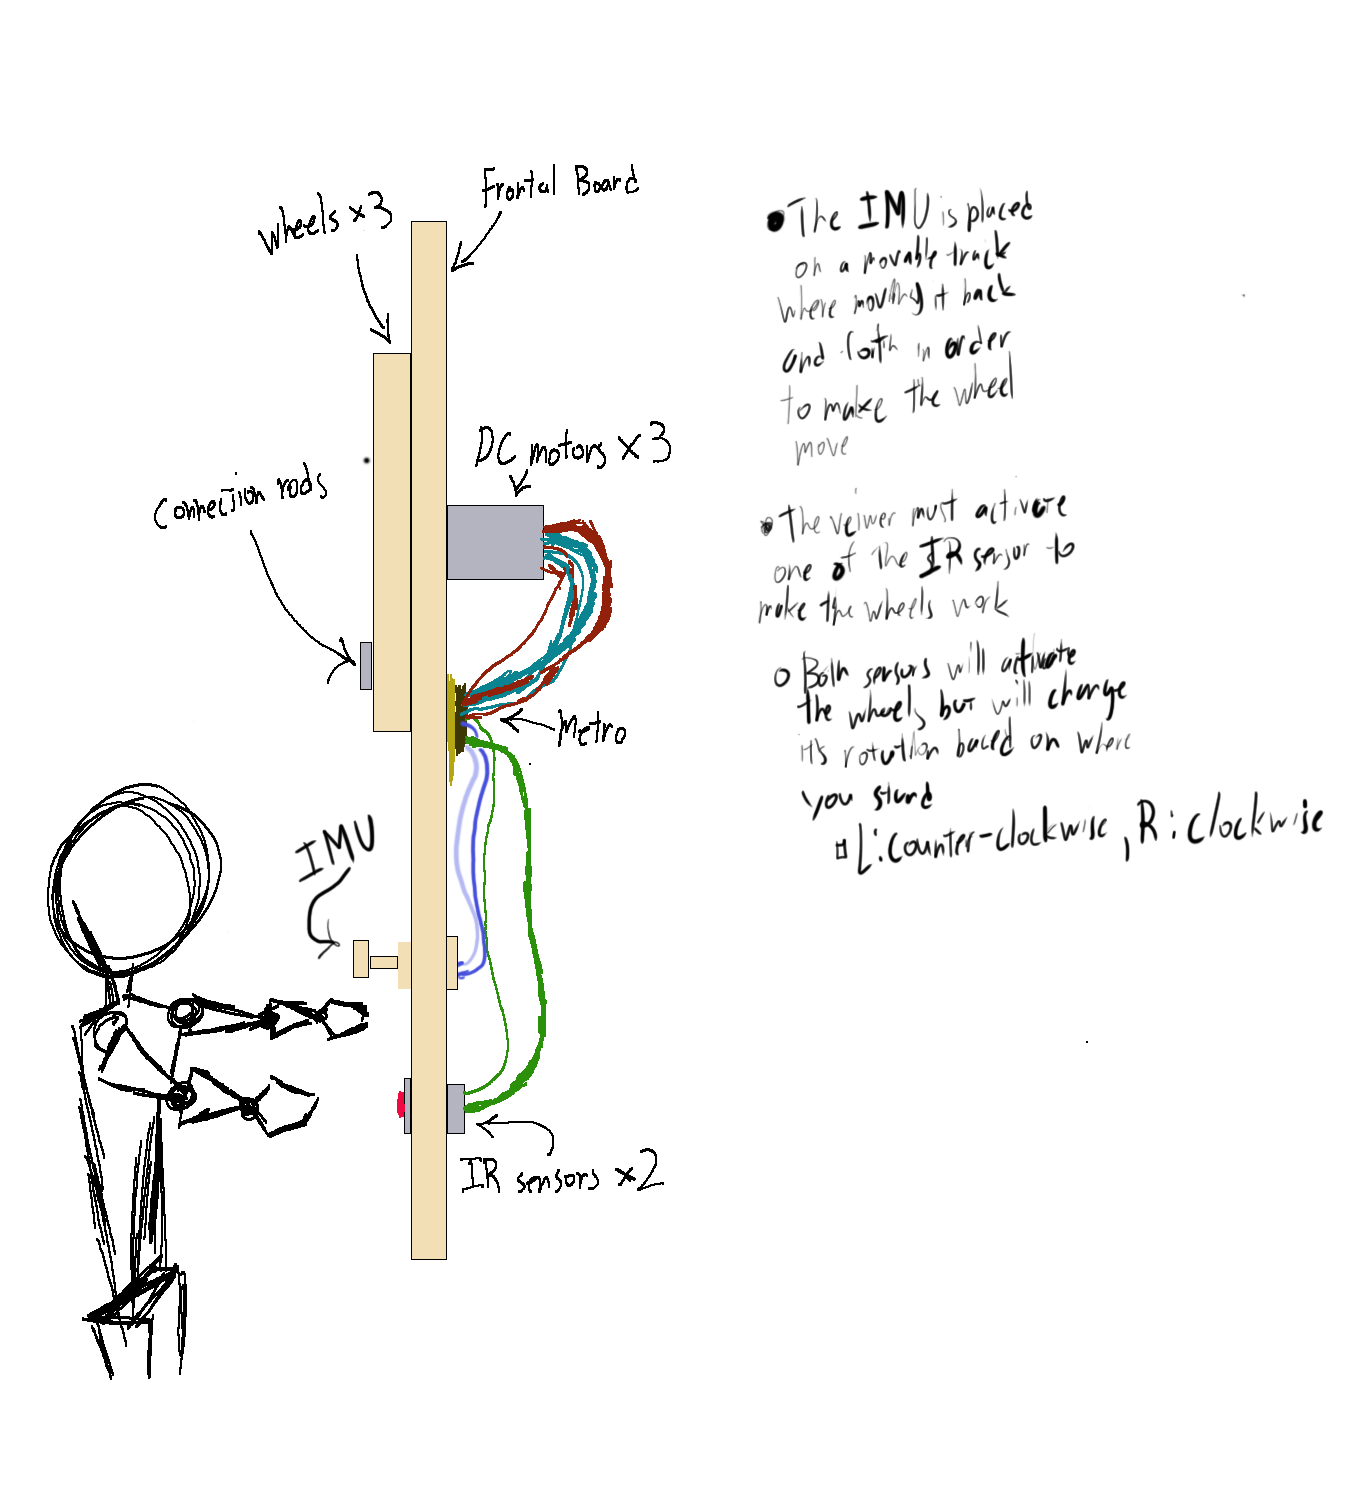 Frontal Board
wheels x3
DC motors x3
Connection rods
Metro
IMU
IR sensors x2
• The IMU is placed
on a movable track
where moving it back
and forth in order
to make the wheel
move
• The veiwer must activate
one of the IR sensor to
make the wheels work
○ Both sensors will activate
the wheels, but will change
it's rotation baced on where
you stand
▫ L: Counter-clockwise, R: clockwise